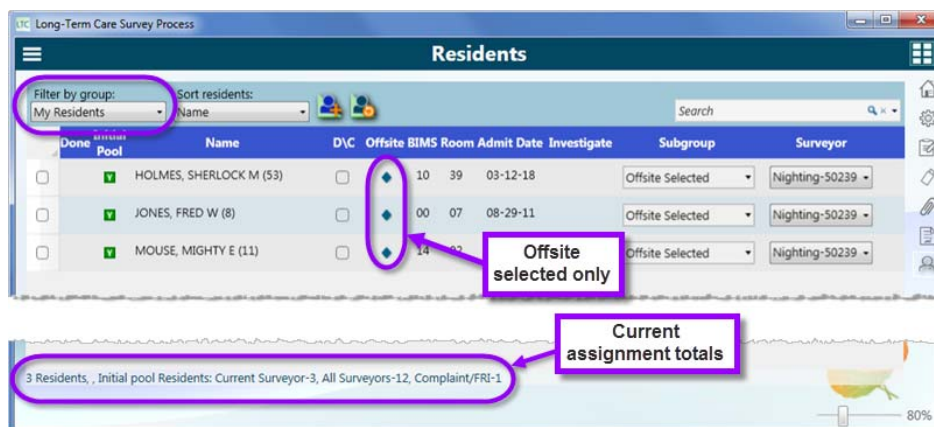 LTC Long-Term Care Survey Process
Residents
Filter by group:
Sort residents:
My Residents
Name
Search
Done
Initial Pool
Name
D\C
Offsite
BIMS
Room
Admit Date
Investigate
Subgroup
Surveyor
Y HOLMES, SHERLOCK M (53) 10 39 03-12-18 Offsite Selected Nighting-50239
Y JONES, FRED W (8) 00 07 08-29-11 Offsite Selected Nighting-50239
Y MOUSE, MIGHTY E (11) 14 Offsite Selected Nighting-50239
Offsite
selected only
Current
assignment totals
3 Residents, , Initial pool Residents: Current Surveyor-3, All Surveyors-12, Complaint/FRI-1
80%